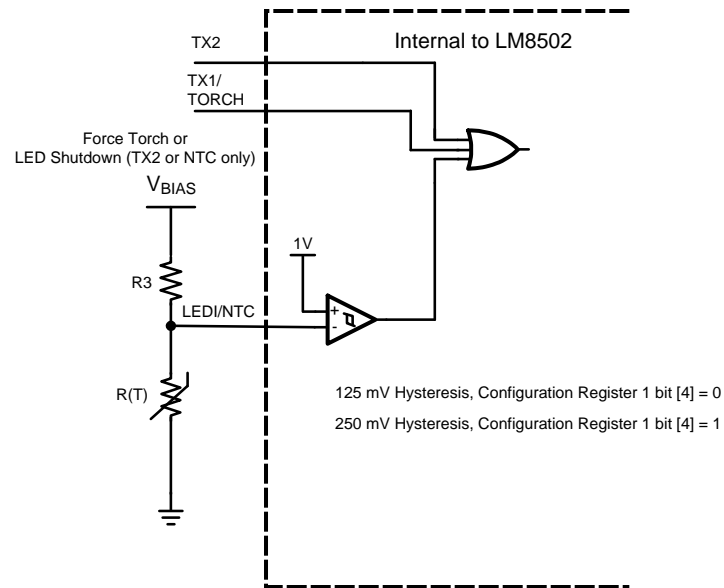 Internal to LM8502
TX2
TX1/
TORCH
Force Torch or
LED Shutdown (TX2 or NTC only)
VBIAS
1V
R3
LEDI/NTC
+
-
R(T)
125 mV Hysteresis, Configuration Register 1 bit [4] = 0
250 mV Hysteresis, Configuration Register 1 bit [4] = 1